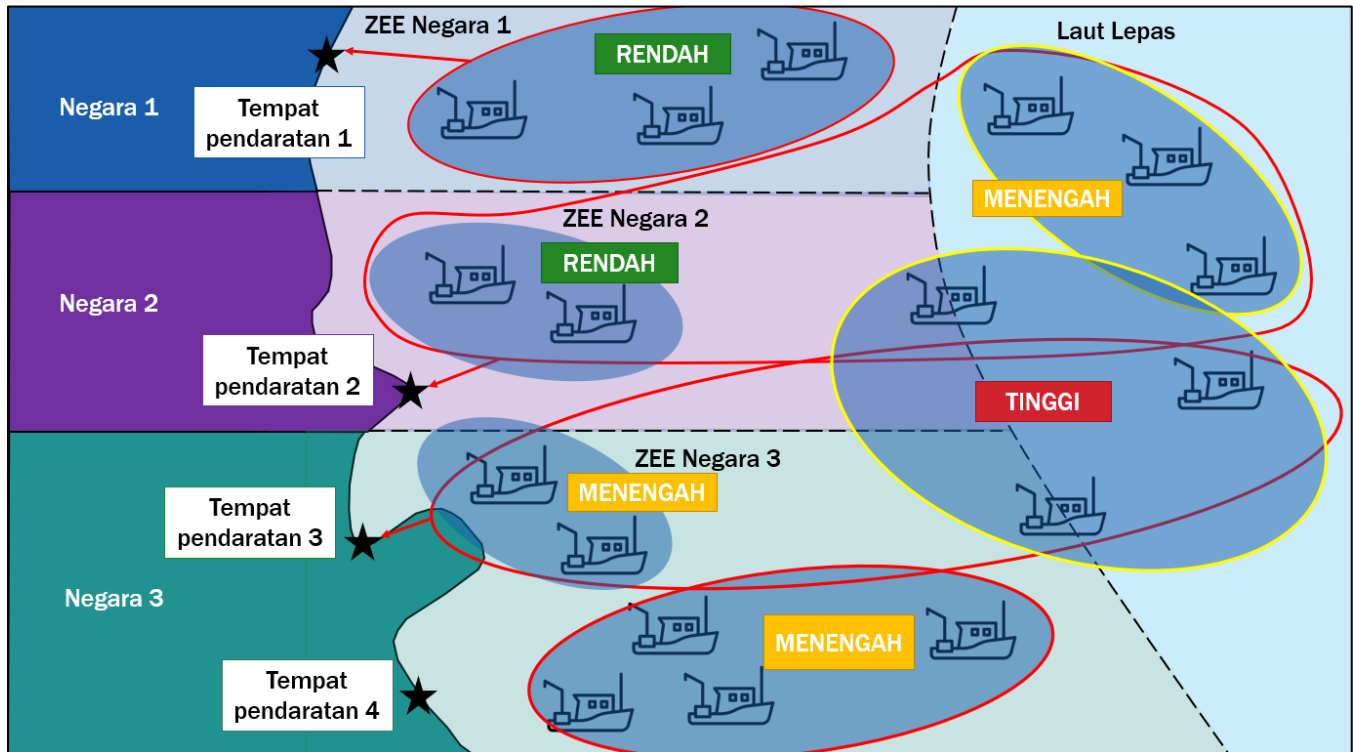 ZEE Negara 1
Laut Lepas
RENDAH
Negara 1
Tempat
pendaratan 1
MENENGAH
ZEE Negara 2
RENDAH
Negara 2
Tempat
pendaratan 2
TINGGI
ZEE Negara 3
MENENGAH
Tempat
pendaratan 3
Negara 3
MENENGAH
Tempat
pendaratan 4